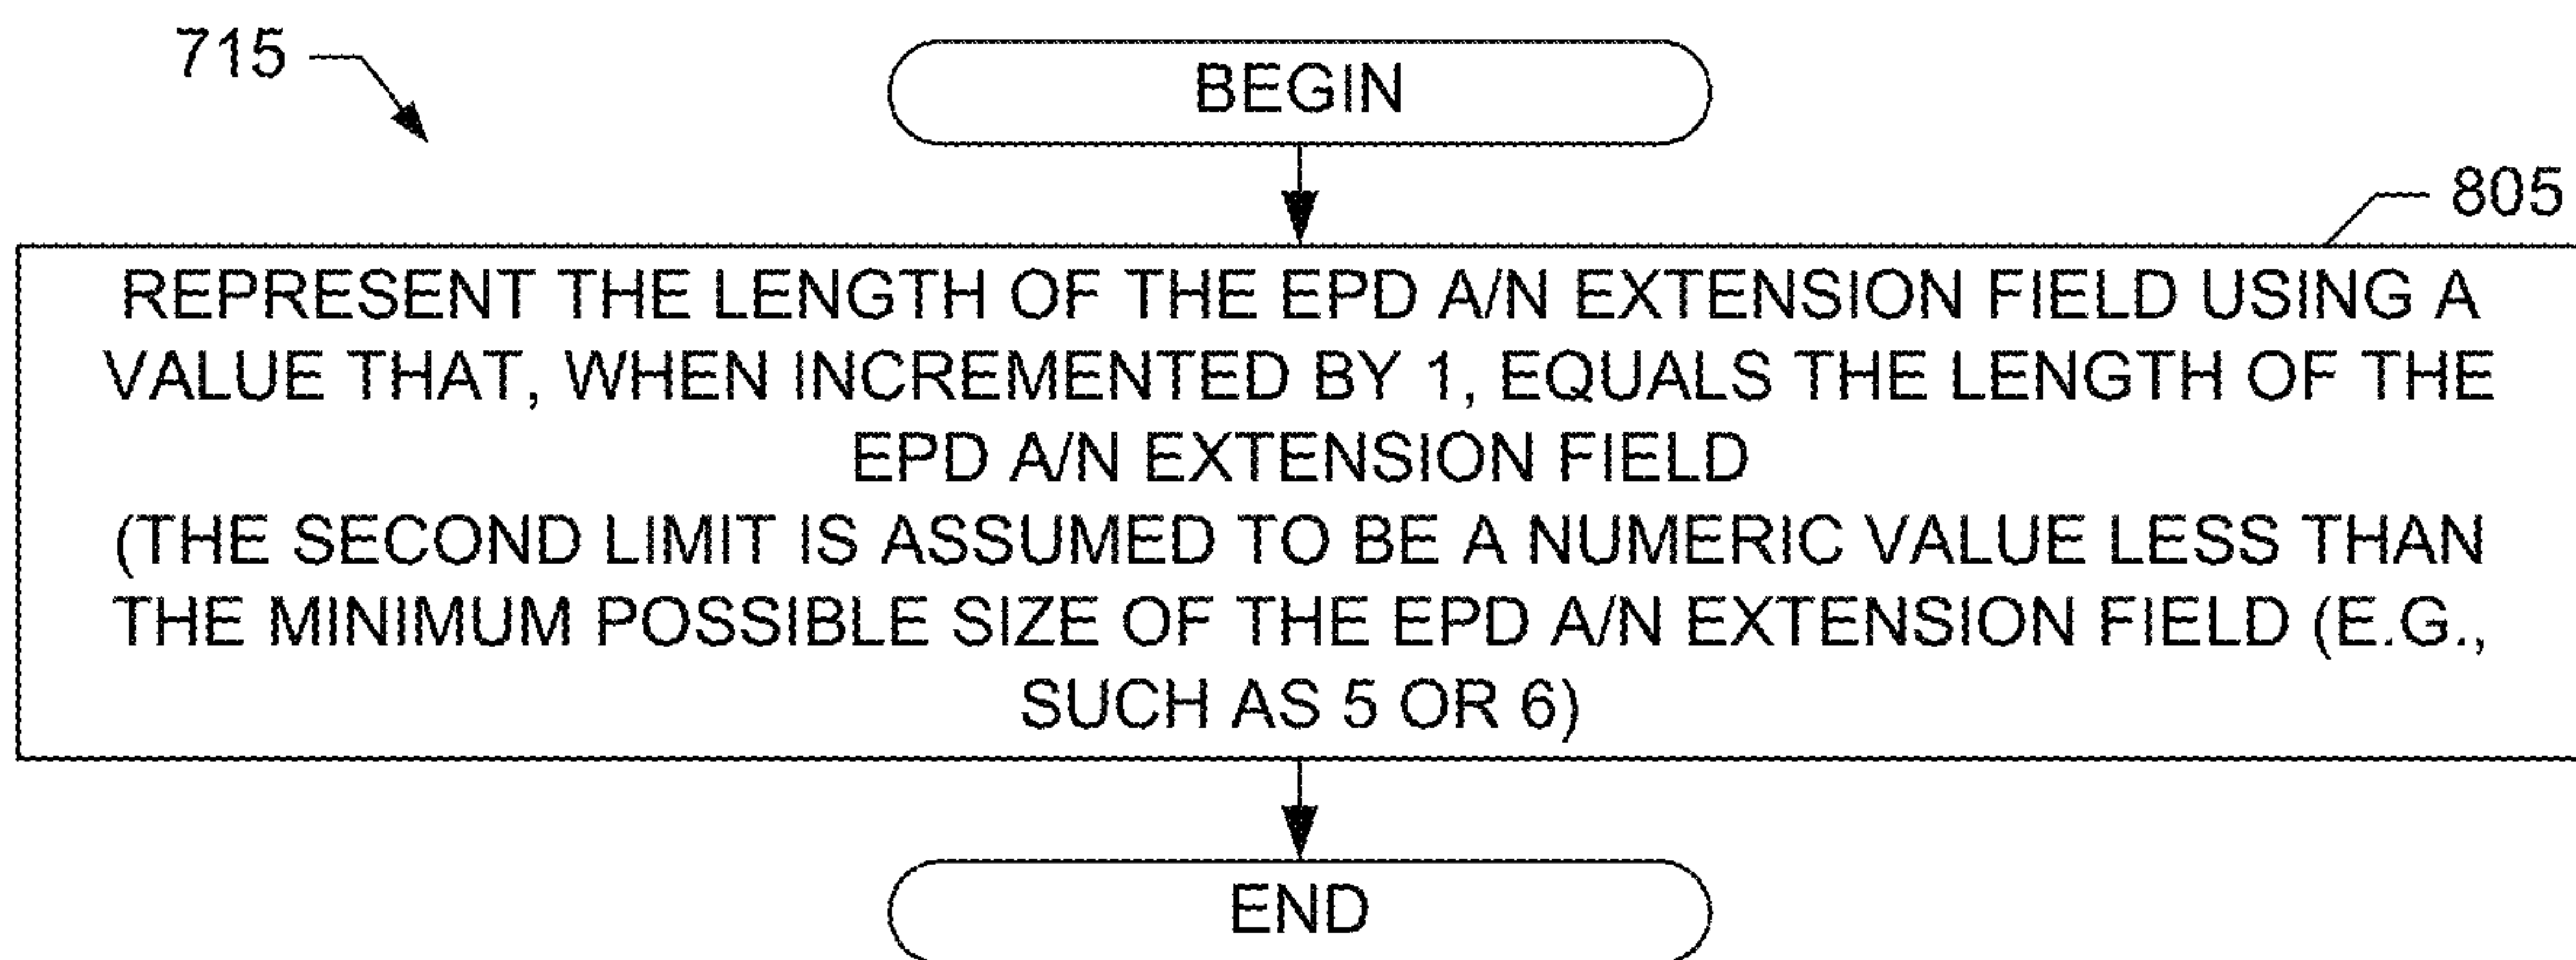 715
BEGIN
805
REPRESENT THE LENGTH OF THE EPD A/N EXTENSION FIELD USING A
VALUE THAT, WHEN INCREMENTED BY 1, EQUALS THE LENGTH OF THE
EPD A/N EXTENSION FIELD
(THE SECOND LIMIT IS ASSUMED TO BE A NUMERIC VALUE LESS THAN
THE MINIMUM POSSIBLE SIZE OF THE EPD A/N EXTENSION FIELD (E.G.,
SUCH AS 5 OR 6)
END